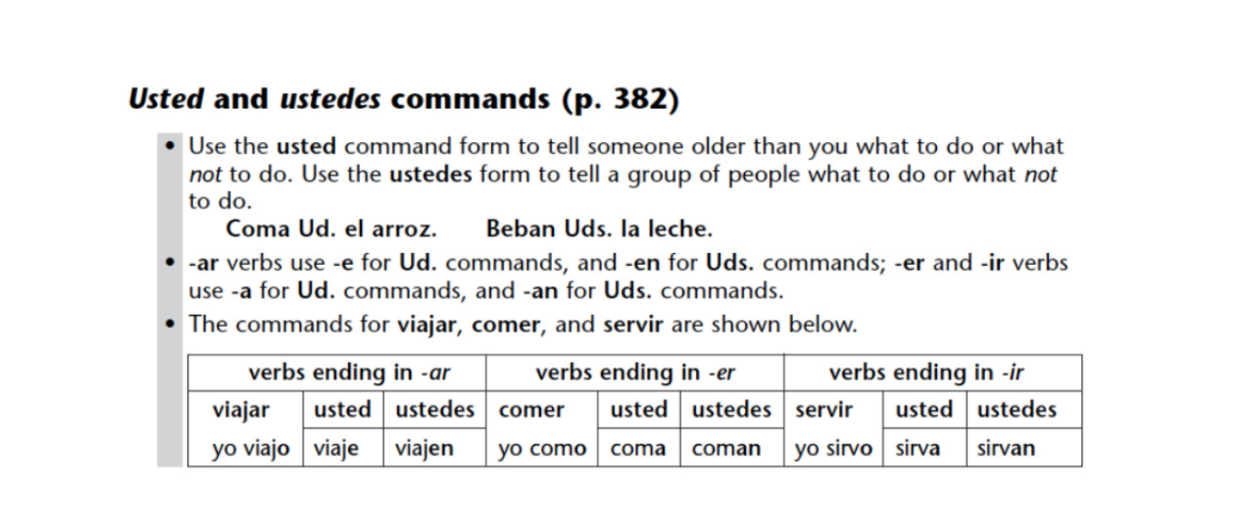 Usted and ustedes commands (p. 382)
• Use the usted command form to tell someone older than you what to do or what
not to do. Use the ustedes form to tell a group of people what to do or what not
to do.
Coma Ud. el arroz. Beban Uds. la leche.
• -ar verbs use -e for Ud. commands, and -en for Uds. commands; -er and -ir verbs
use -a for Ud. commands, and -an for Uds. commands.
• The commands for viajar, comer, and servir are shown below.
verbs ending in -ar verbs ending in -er verbs ending in -ir
viajar usted ustedes comer usted ustedes servir usted ustedes
yo viajo viaje viajen yo como coma coman yo sirvo sirva sirvan